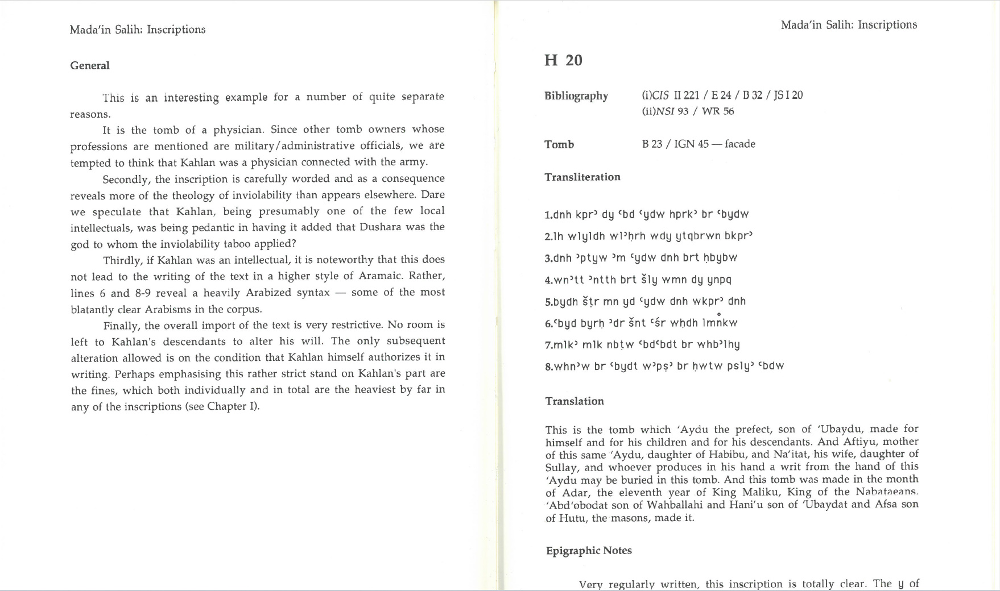 Mada'in Salih: Inscriptions
General
This is an interesting example for a number of quite separate
reasons.
It is the tomb of a physician. Since other tomb owners whose
professions are mentioned are military/administrative officials, we are
tempted to think that Kahlan was a physician connected with the army.
Secondly, the inscription is carefully worded and as a consequence
reveals more of the theology of inviolability than appears elsewhere. Dare
we speculate that Kahlan, being presumably one of the few local
intellectuals, was being pedantic in having it added that Dushara was the
god to whom the inviolability taboo applied?
Thirdly, if Kahlan was an intellectual, it is noteworthy that this does
not lead to the writing of the text in a higher style of Aramaic. Rather,
lines 6 and 8-9 reveal a heavily Arabized syntax — some of the most
blatantly clear Arabisms in the corpus.
Finally, the overall import of the text is very restrictive. No room is
left to Kahlan's descendants to alter his will. The only subsequent
alteration allowed is on the condition that Kahlan himself authorizes it in
writing. Perhaps emphasising this rather strict stand on Kahlan's part are
the fines, which both individually and in total are the heaviest by far in
any of the inscriptions (see Chapter I).
Mada'in Salih: Inscriptions
H 20
Bibliography (i)CIS II 221 / E 24 / B 32 / JS I 20
(ii)NSI 93 / WR 56
Tomb B 23 / IGN 45 — facade
Transliteration
1.dnh kprʾ dy ʿbd ʿydw hprkʾ br ʿbydw
2.lh wlyldh wlʾḥrh wdy ytqbrwn bkprʾ
3.dnh ʾptyw ʾm ʿydw dnh brt ḥbybw
4.wnʾtt ʾntth brt šly wmn dy ynpq
5.bydh šṭr mn yd ʿydw dnh wkprʾ dnh
6.ʿbyd byrḥ ʾdr šnt ʿśr wḥdh lmn̊kw
7.mlkʾ mlk nbṭw ʿbdʿbdt br whbʾlhy
8.whnʾw br ʿbydt wʾpṣʾ br ḥwtw pslyʾ ʿbdw
Translation
This is the tomb which ‘Aydu the prefect, son of ‘Ubaydu, made for
himself and for his children and for his descendants. And Aftiyu, mother
of this same ‘Aydu, daughter of Habibu, and Na'itat, his wife, daughter of
Sullay, and whoever produces in his hand a writ from the hand of this
‘Aydu may be buried in this tomb. And this tomb was made in the month
of Adar, the eleventh year of King Maliku, King of the Nabataeans.
‘Abd‘obodat son of Wahballahi and Hani'u son of ‘Ubaydat and Afsa son
of Hutu, the masons, made it.
Epigraphic Notes
Very regularly written, this inscription is totally clear. The y of